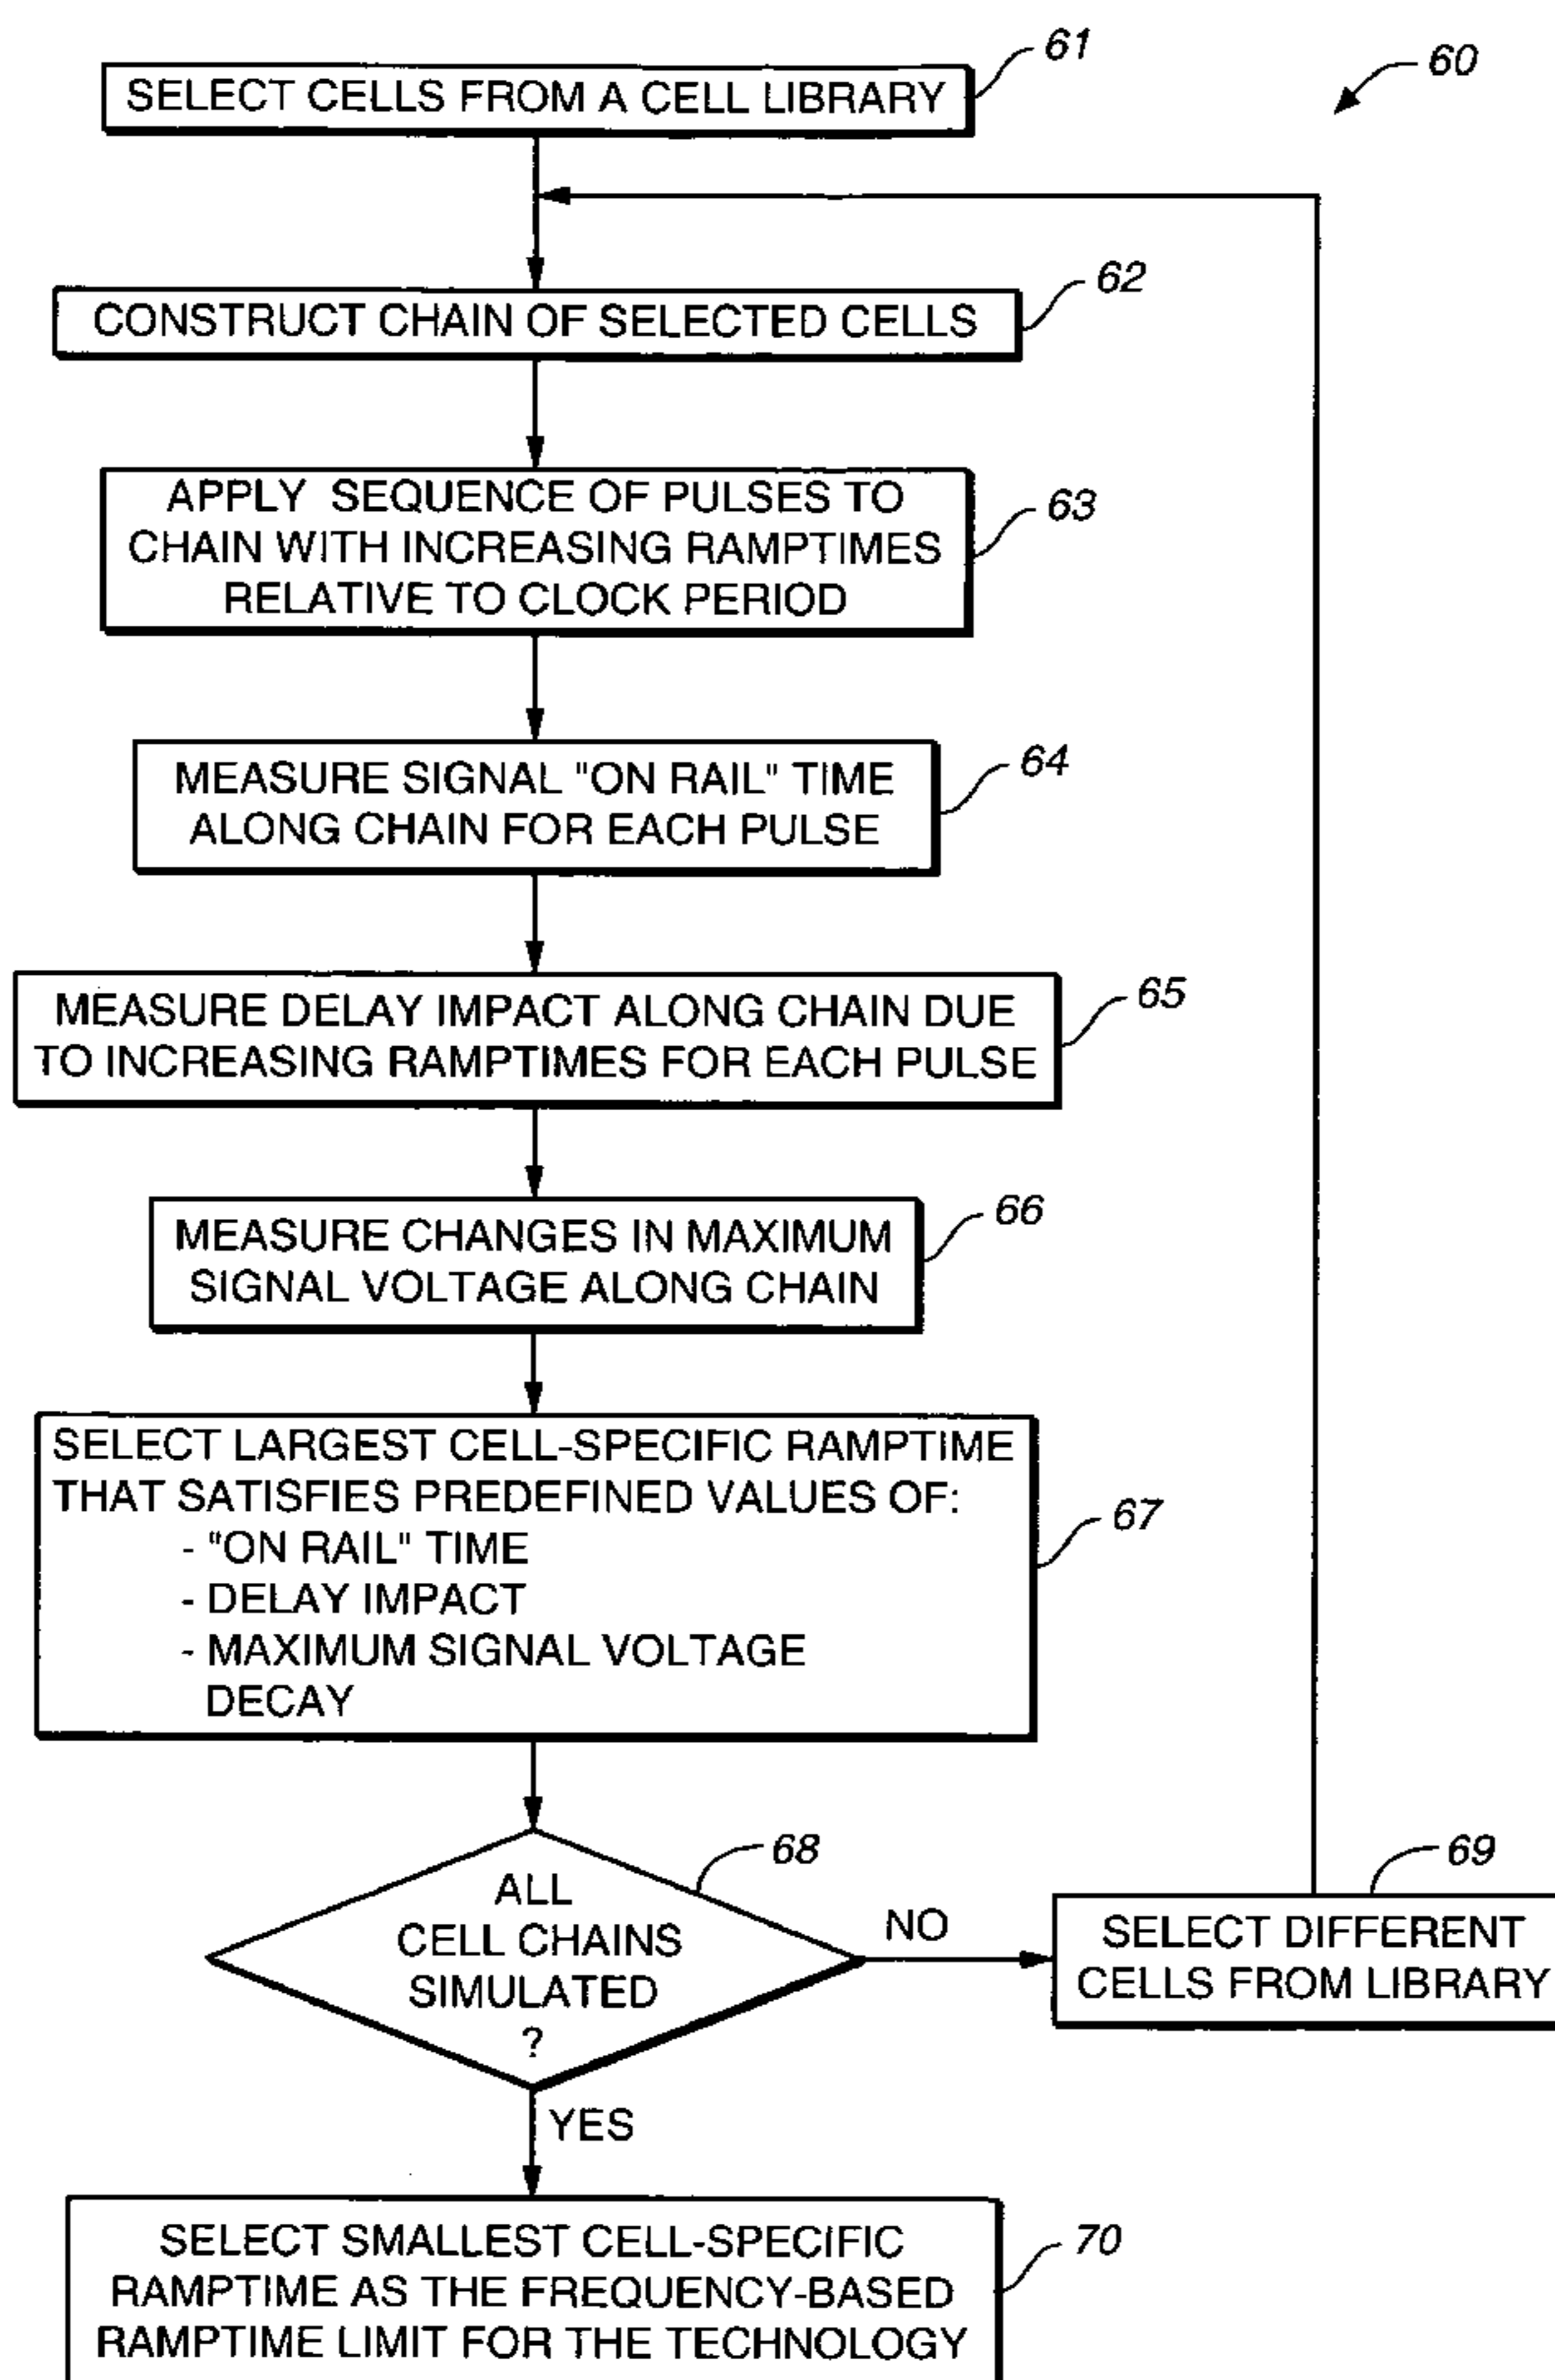 61
60
SELECT CELLS FROM A CELL LIBRARY
62
CONSTRUCT CHAIN OF SELECTED CELLS
63
APPLY SEQUENCE OF PULSES TO
CHAIN WITH INCREASING RAMPTIMES
RELATIVE TO CLOCK PERIOD
64
MEASURE SIGNAL "ON RAIL" TIME
ALONG CHAIN FOR EACH PULSE
65
MEASURE DELAY IMPACT ALONG CHAIN DUE
TO INCREASING RAMPTIMES FOR EACH PULSE
66
MEASURE CHANGES IN MAXIMUM
SIGNAL VOLTAGE ALONG CHAIN
67
SELECT LARGEST CELL-SPECIFIC RAMPTIME
THAT SATISFIES PREDEFINED VALUES OF:
- "ON RAIL" TIME
- DELAY IMPACT
- MAXIMUM SIGNAL VOLTAGE
DECAY
68
ALL
CELL CHAINS
SIMULATED
?
NO
69
SELECT DIFFERENT
CELLS FROM LIBRARY
YES
70
SELECT SMALLEST CELL-SPECIFIC
RAMPTIME AS THE FREQUENCY-BASED
RAMPTIME LIMIT FOR THE TECHNOLOGY